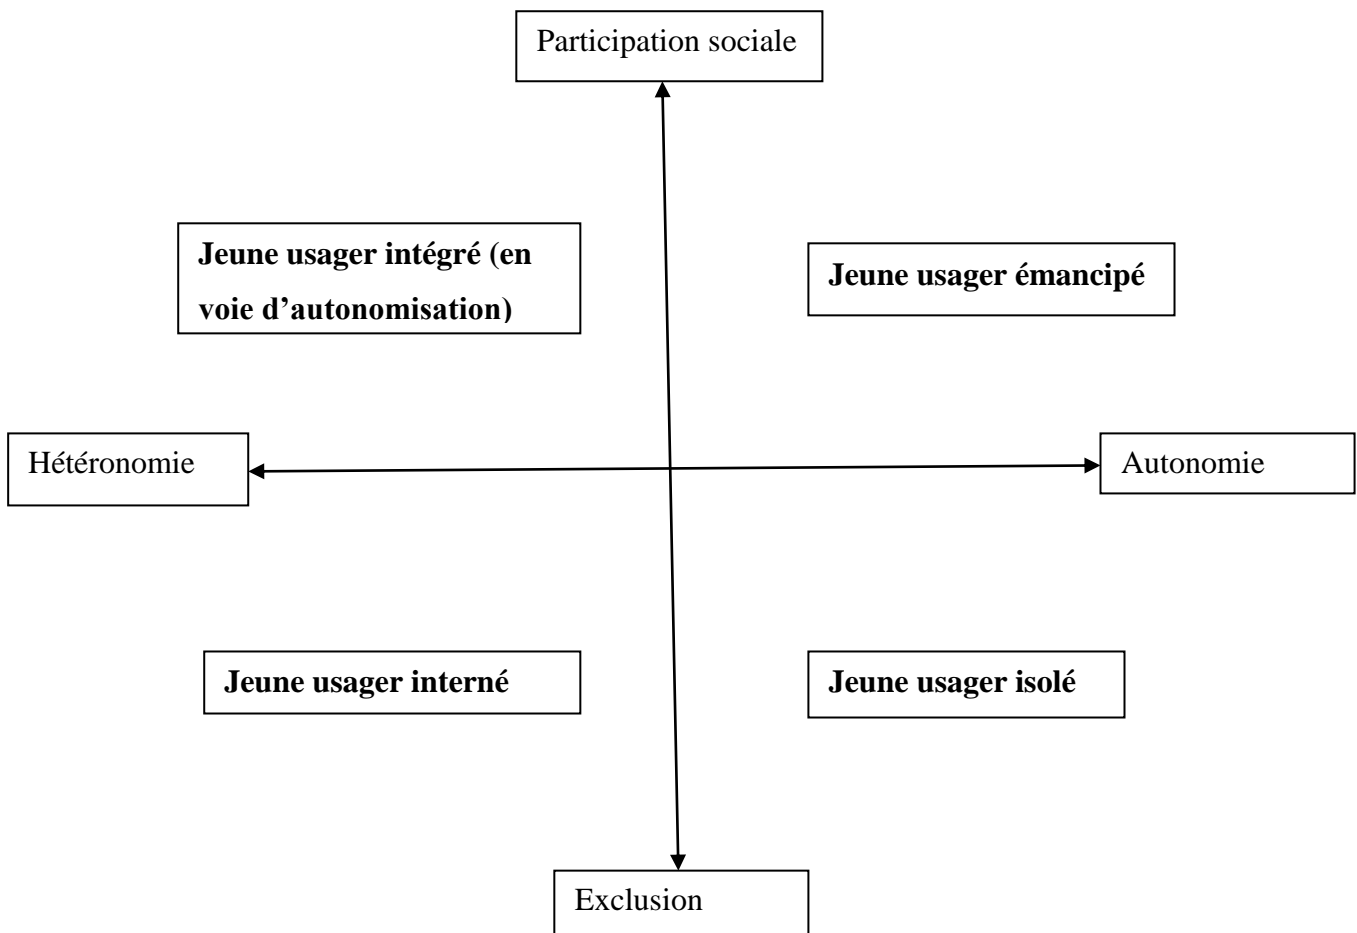 Participation sociale
Jeune usager intégré (en
voie d’autonomisation)
Jeune usager émancipé
Hétéronomie
Autonomie
Jeune usager interné
Jeune usager isolé
Exclusion